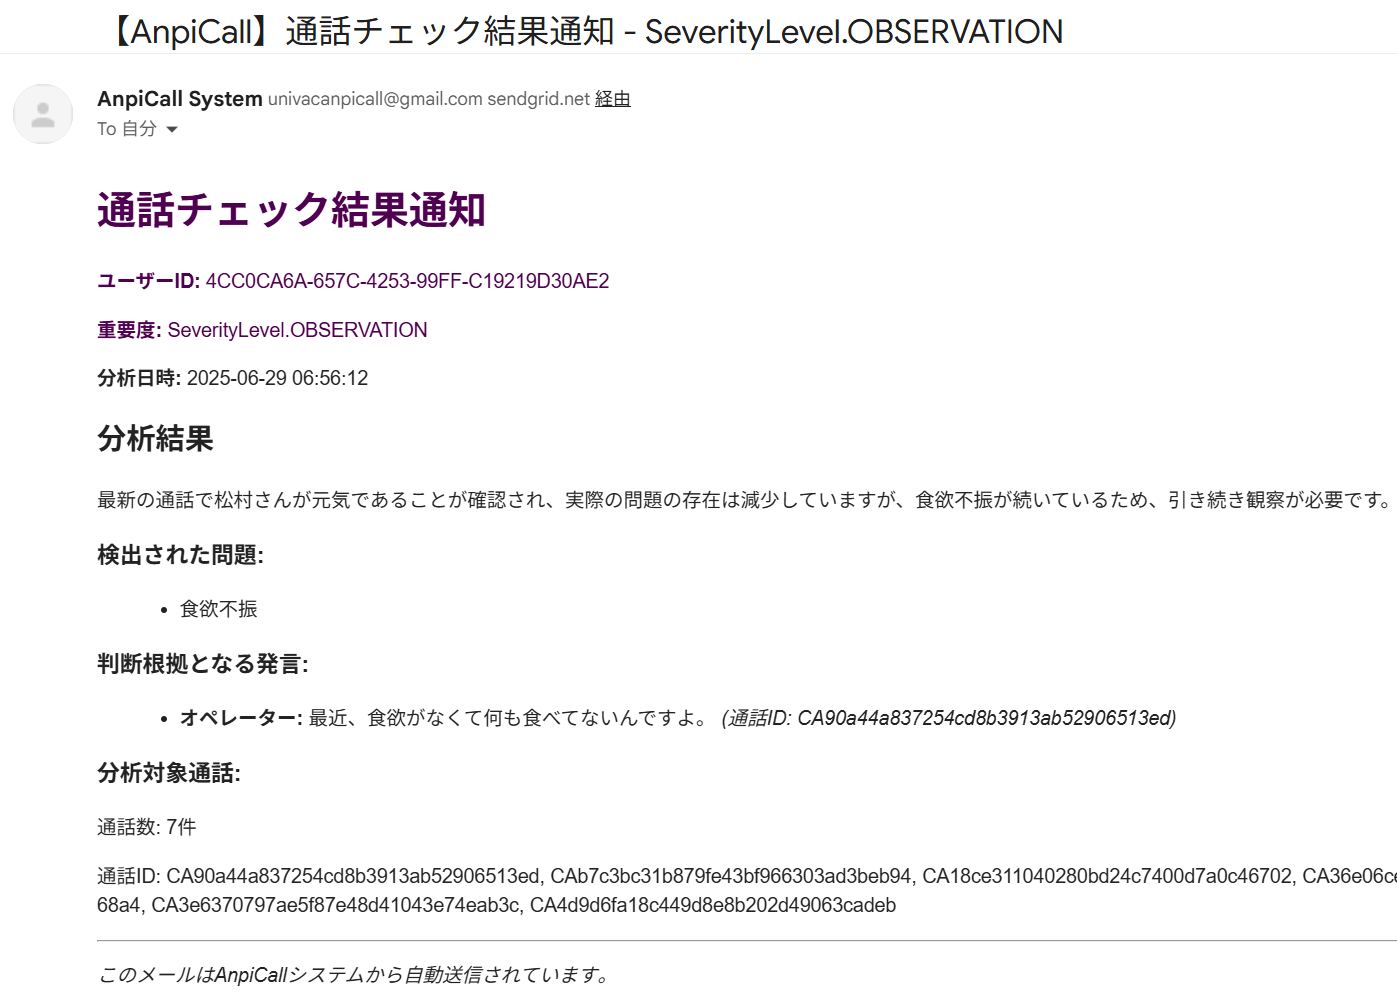 【AnpiCall】通話チェック結果通知 - SeverityLevel.OBSERVATION
AnpiCall System univacanpicall@gmail.com sendgrid.net 経由
To 自分
通話チェック結果通知
ユーザーID: 4CC0CA6A-657C-4253-99FF-C19219D30AE2
重要度: SeverityLevel.OBSERVATION
分析日時: 2025-06-29 06:56:12
分析結果
最新の通話で松村さんが元気であることが確認され、実際の問題の存在は減少していますが、食欲不振が続いているため、引き続き観察が必要です。
検出された問題:
• 食欲不振
判断根拠となる発言:
• オペレーター: 最近、食欲がなくて何も食べてないんですよ。 (通話ID: CA90a44a837254cd8b3913ab52906513ed)
分析対象通話:
通話数: 7件
通話ID: CA90a44a837254cd8b3913ab52906513ed, CAb7c3bc31b879fe43bf966303ad3beb94, CA18ce311040280bd24c7400d7a0c46702, CA36e06ce
68a4, CA3e6370797ae5f87e48d41043e74eab3c, CA4d9d6fa18c449d8e8b202d49063cadeb
このメールはAnpiCallシステムから自動送信されています。